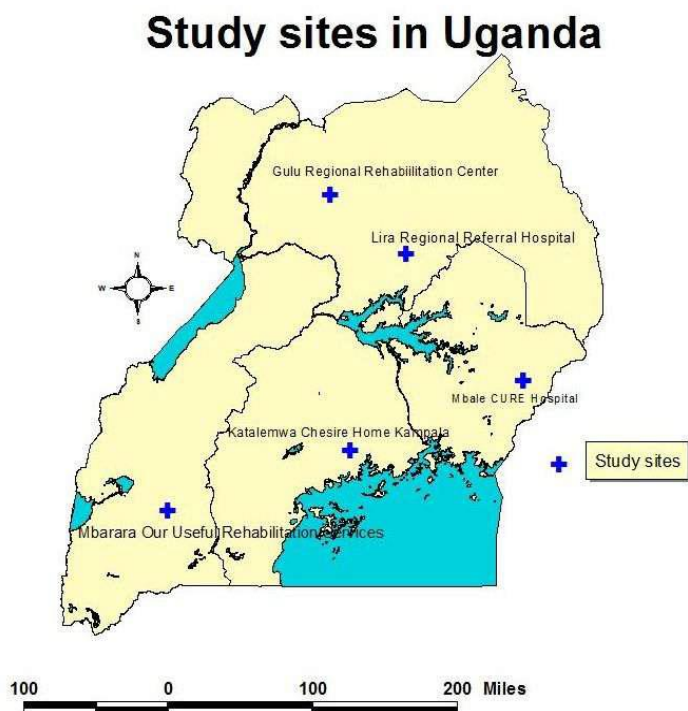 Study sites in Uganda
Gulu Regional Rehabiilitation Center
Lira Regional Referral Hospital
N
W E
S
Mbale CURE Hospital
Katalemwa Chesire Home Kampala
Study sites
Mbarara Our Useful Rehabilitation Services
100 0 100 200 Miles